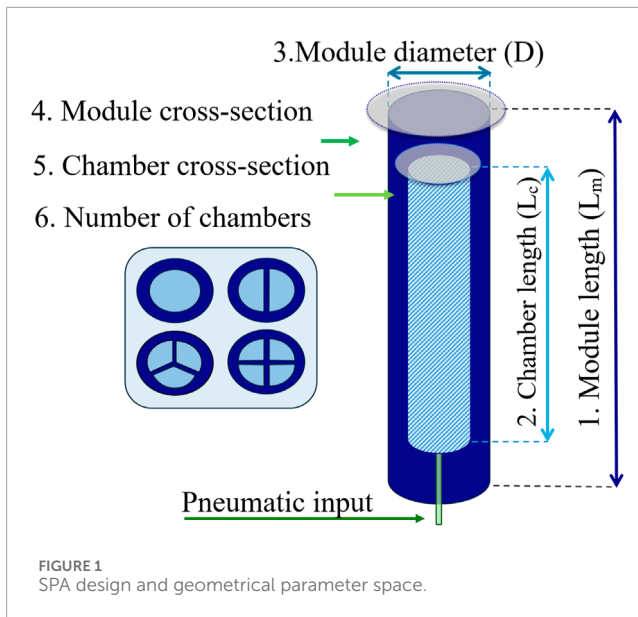 3.Module diameter (D)
4. Module cross-section
5. Chamber cross-section
6. Number of chambers
2. Chamber length (Lc)
1. Module length (Lm)
Pneumatic input
FIGURE 1
SPA design and geometrical parameter space.